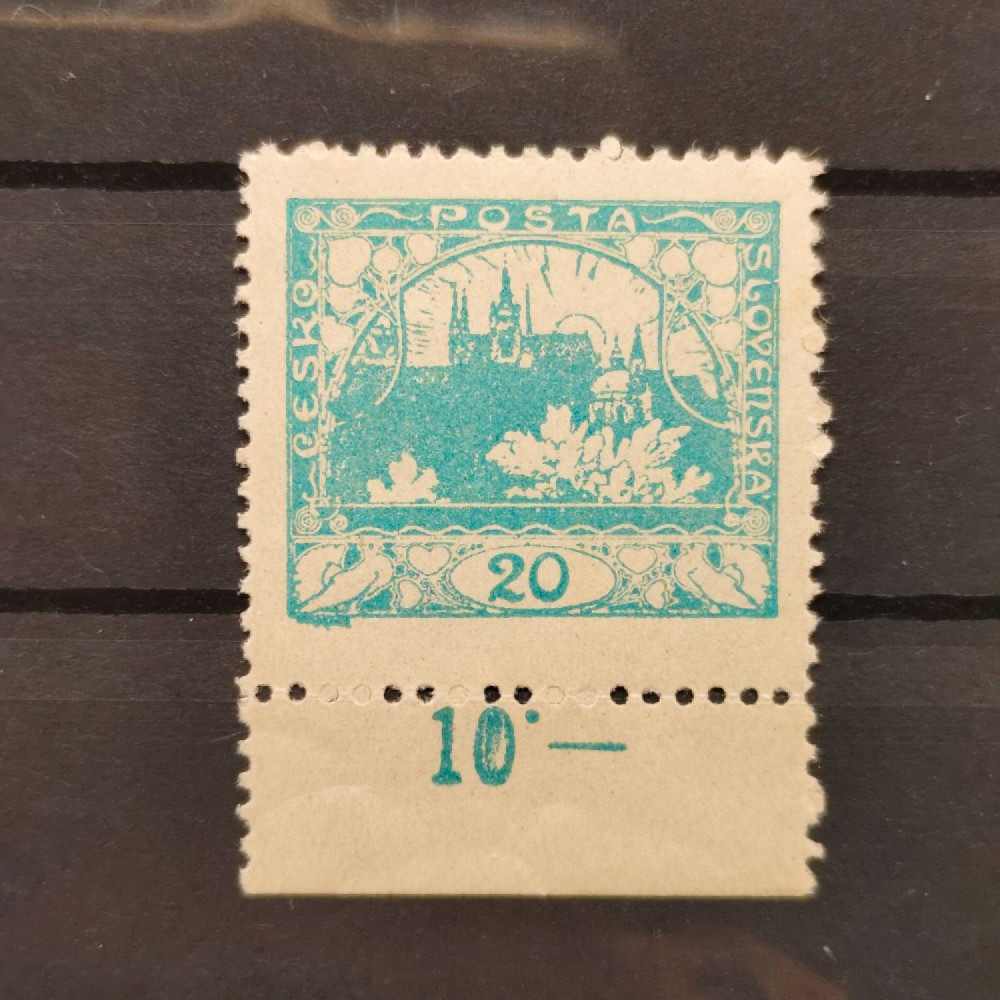 POSTA
ČESKO
SLOVENSKÁ
20
10·—